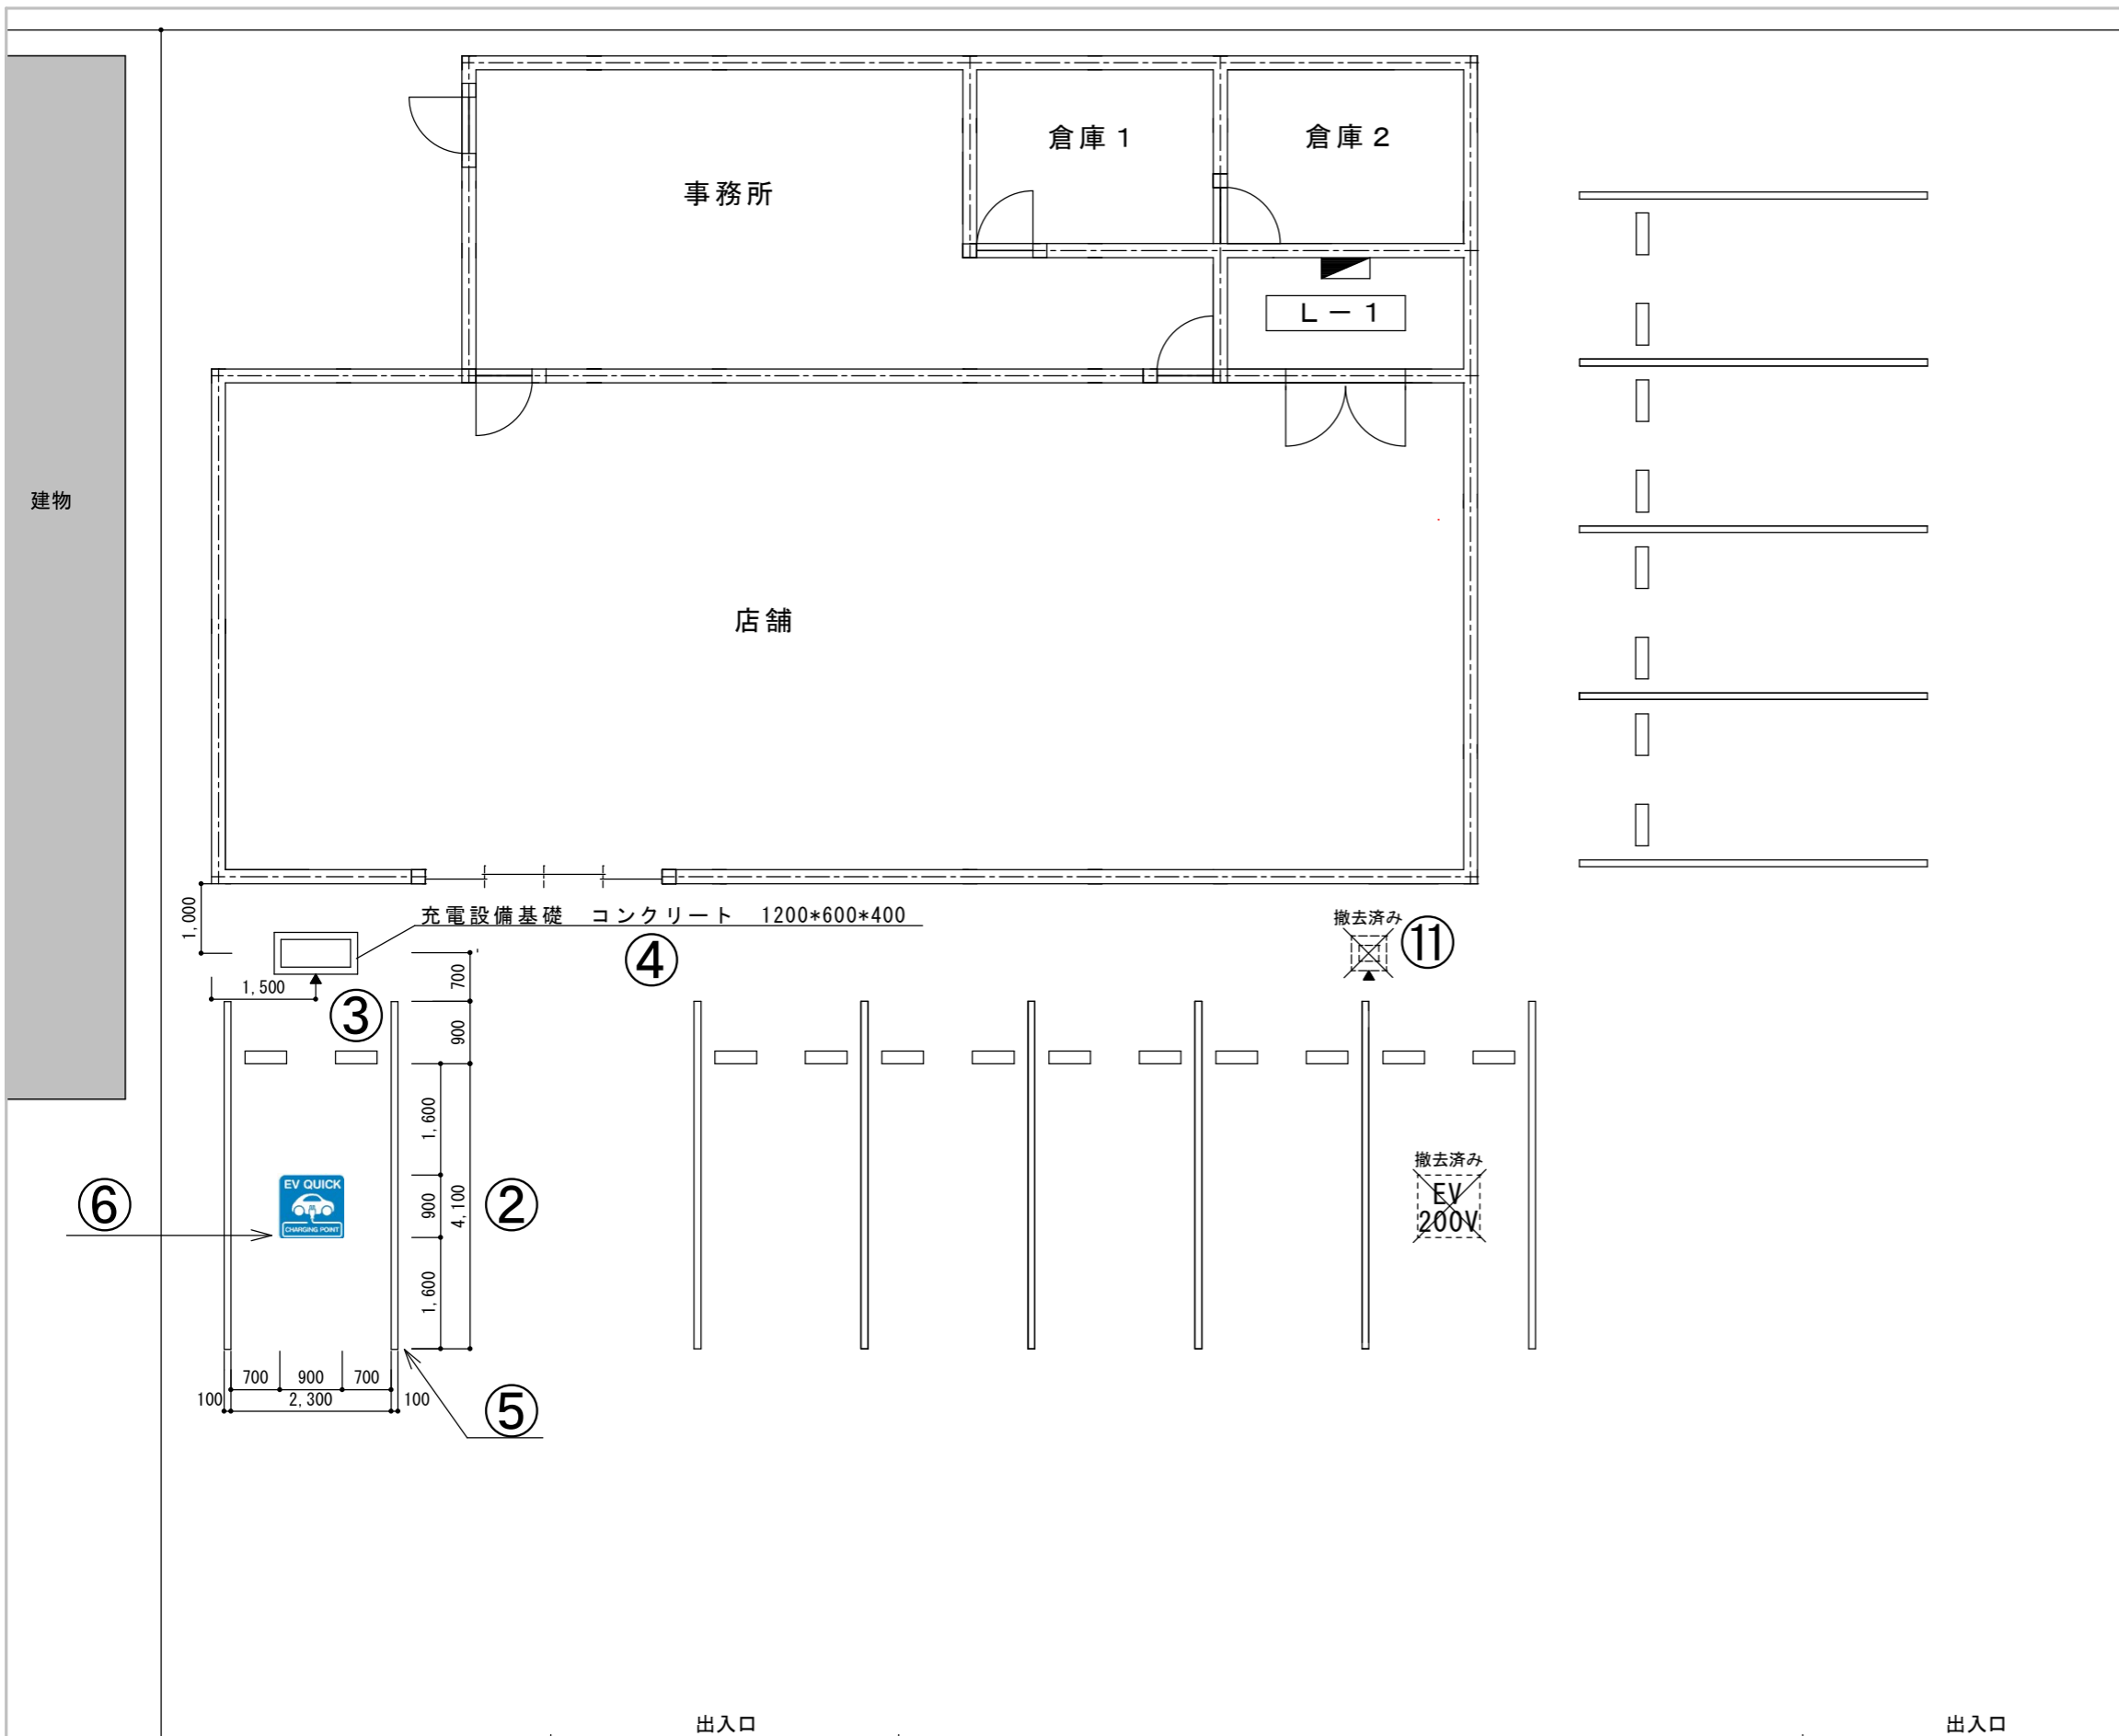 倉庫1
倉庫2
事務所
L-1
建物
店舗
1,000
充電設備基礎 コンクリート 1200*600*400
撤去済み
⑪
④
700
1,500
③
900
1,600
撤去済み
EV
200V
⑥
EV QUICK
CHARGING POINT
900
4,100
②
1,600
700 900 700
100 2,300 100
⑤
出入口 出入口